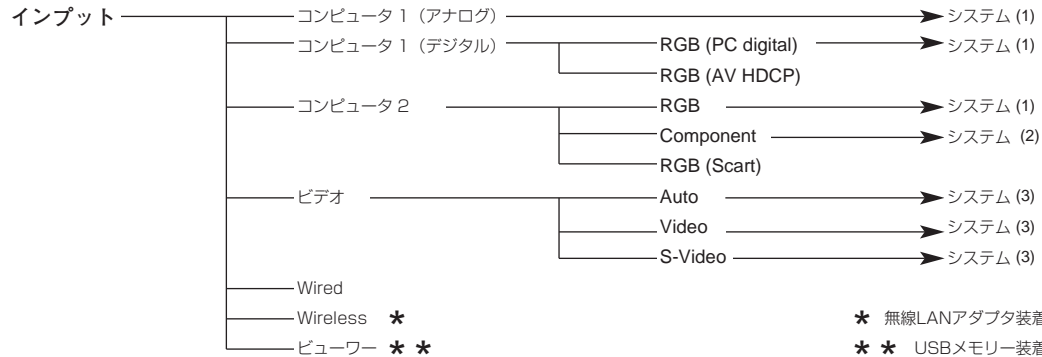 インプット コンピュータ 1（アナログ） システム (1)
コンピュータ 1（デジタル） RGB (PC digital) システム (1)
RGB (AV HDCP)
コンピュータ 2 RGB システム (1)
Component システム (2)
RGB (Scart)
ビデオ Auto システム (3)
Video システム (3)
S-Video システム (3)
Wired
Wireless ★ ★ 無線LANアダプタ装着
ビューワー ★ ★ ★ ★ USBメモリー装着